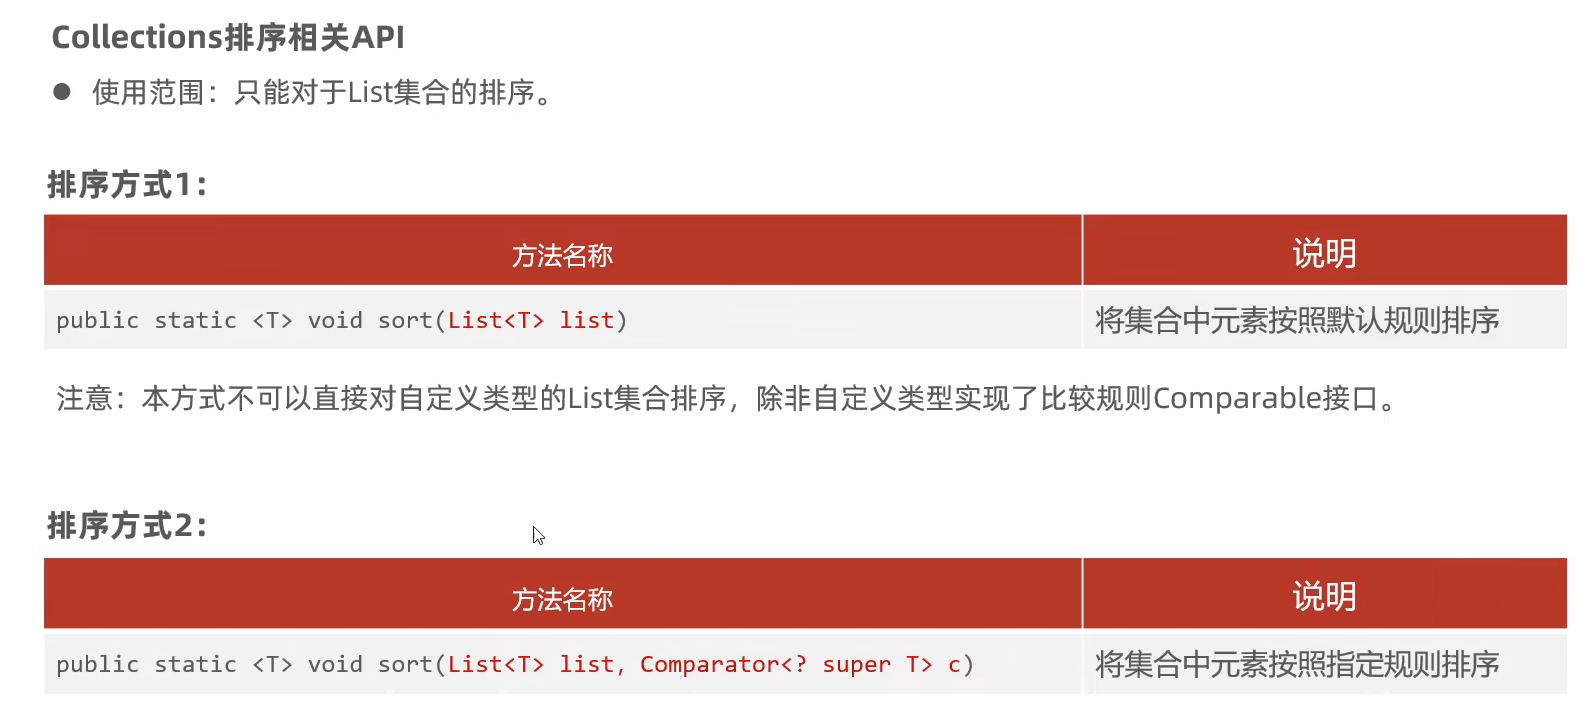 Collections排序相关API
● 使用范围：只能对于List集合的排序。
排序方式1：
方法名称 说明
public static <T> void sort(List<T> list) 将集合中元素按照默认规则排序
注意：本方式不可以直接对自定义类型的List集合排序，除非自定义类型实现了比较规则Comparable接口。
排序方式2：
方法名称 说明
public static <T> void sort(List<T> list, Comparator<? super T> c) 将集合中元素按照指定规则排序